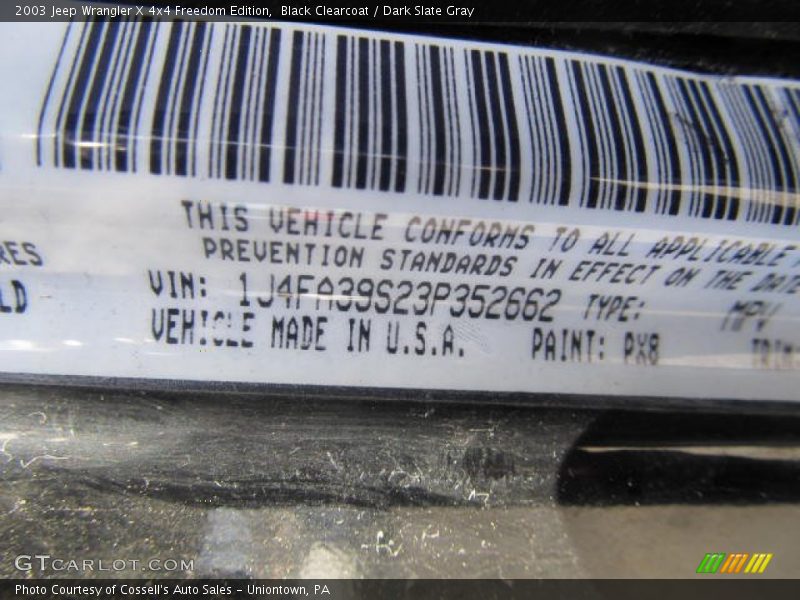 2003 Jeep Wrangler X 4x4 Freedom Edition,  Black Clearcoat / Dark Slate Gray
THIS VEHICLE CONFORMS TO ALL APPLICABLE
RES PREVENTION STANDARDS IN EFFECT ON THE DATE
LD VIN: 1J4FA39S23P352662 TYPE: MPV
VEHICLE MADE IN U.S.A. PAINT: PX8 TRIM
GTCARLOT.COM
Photo Courtesy of Cossell's Auto Sales - Uniontown, PA